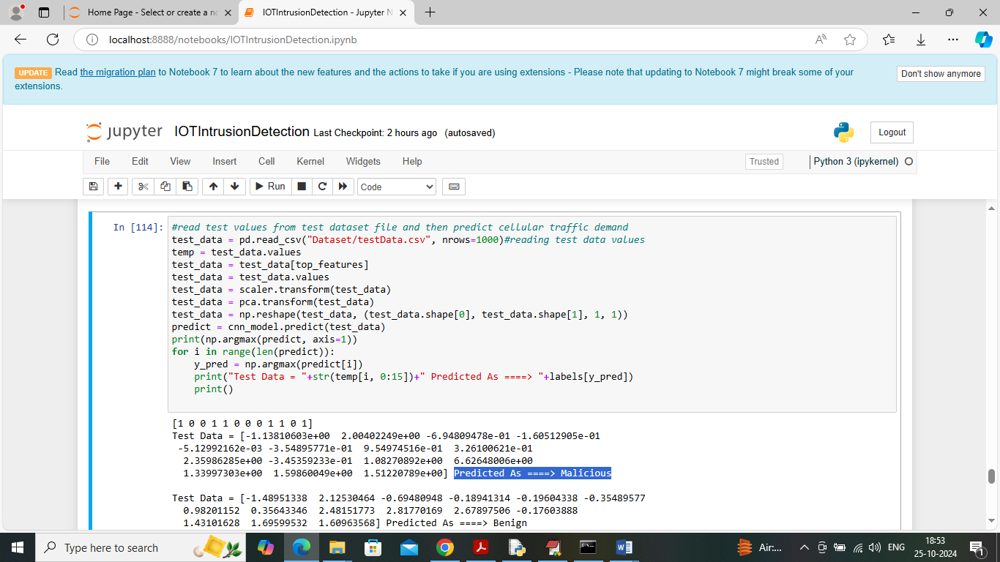 Home Page - Select or create a no
IOTIntrusionDetection - Jupyter N
localhost:8888/notebooks/IOTIntrusionDetection.ipynb
UPDATE Read the migration plan to Notebook 7 to learn about the new features and the actions to take if you are using extensions - Please note that updating to Notebook 7 might break some of your
extensions.
Don't show anymore
jupyter IOTIntrusionDetection Last Checkpoint: 2 hours ago (autosaved)
Logout
File Edit View Insert Cell Kernel Widgets Help
Trusted
Python 3 (ipykernel)
Run
Code
In [114]:
#read test values from test dataset file and then predict cellular traffic demand
test_data = pd.read_csv("Dataset/testData.csv", nrows=1000)#reading test data values
temp = test_data.values
test_data = test_data[top_features]
test_data = test_data.values
test_data = scaler.transform(test_data)
test_data = pca.transform(test_data)
test_data = np.reshape(test_data, (test_data.shape[0], test_data.shape[1], 1, 1))
predict = cnn_model.predict(test_data)
print(np.argmax(predict, axis=1))
for i in range(len(predict)):
    y_pred = np.argmax(predict[i])
    print("Test Data = "+str(temp[i, 0:15])+" Predicted As ====> "+labels[y_pred])
    print()
[1 0 0 1 1 0 0 0 1 1 0 1]
Test Data = [-1.13810603e+00  2.00402249e+00 -6.94809478e-01 -1.60512905e-01
 -5.12992162e-03 -3.54895771e-01  9.54974516e-01  3.26100621e-01
  2.35986285e+00 -3.45359233e-01  1.08270892e+00  6.62648006e+00
  1.33997303e+00  1.59860049e+00  1.51220789e+00] Predicted As ====> Malicious
Test Data = [-1.48951338  2.12530464 -0.69480948 -0.18941314 -0.19604338 -0.35489577
  0.98201152  0.35643346  2.48151773  2.81770169  2.67897506 -0.17603888
  1.43101628  1.69599532  1.60963568] Predicted As ====> Benign
Type here to search
Air:...
ENG
18:53
25-10-2024
1